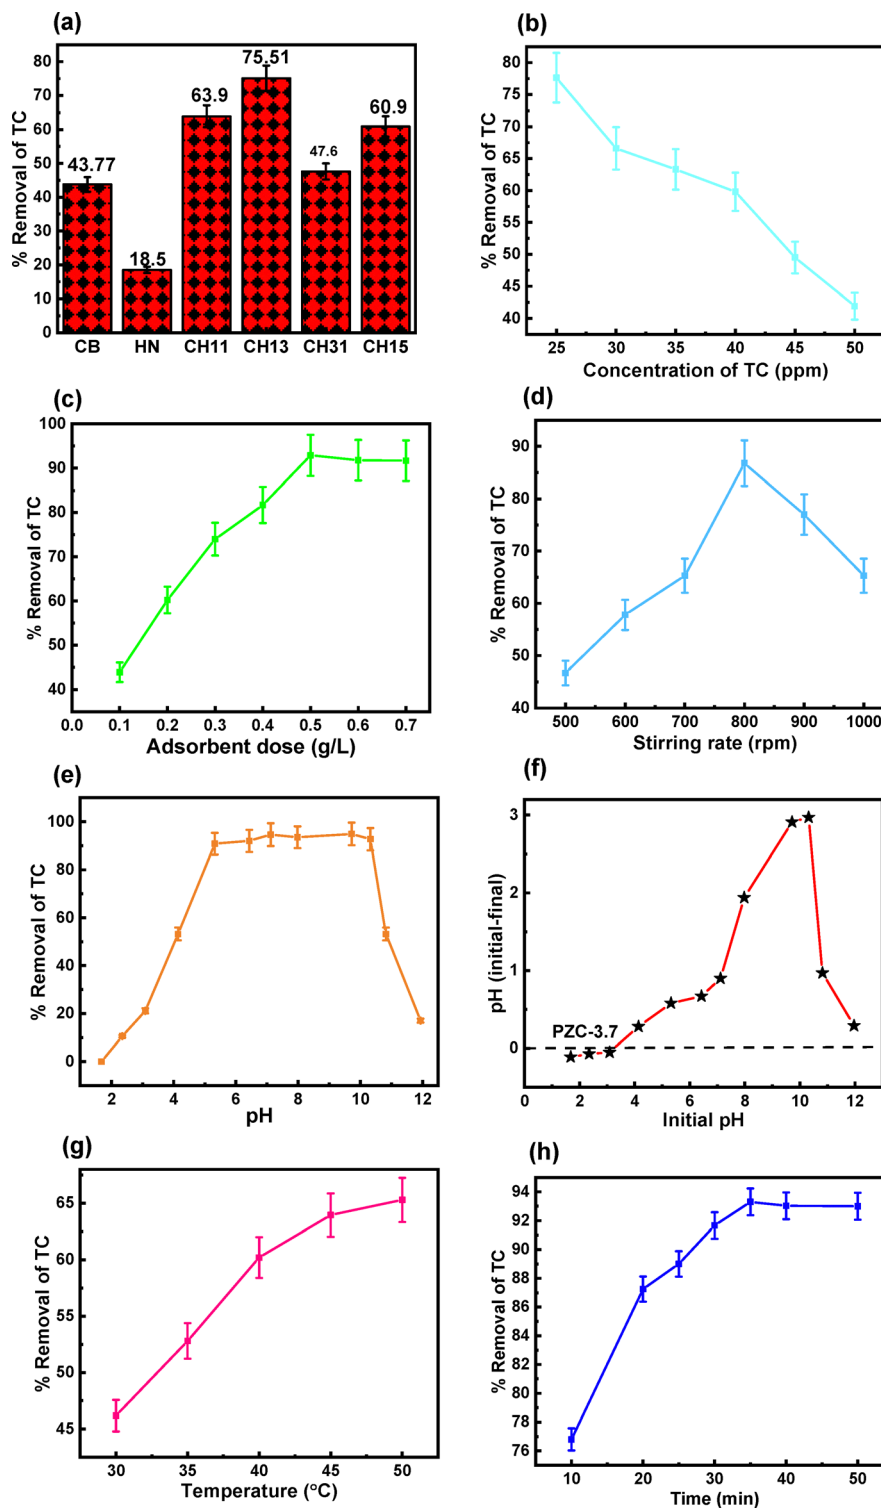 (a)
% Removal of TC
80
70
60
50
40
30
20
10
0
43.77
18.5
63.9
75.51
47.6
60.9
CB HN CH11 CH13 CH31 CH15
(b)
% Removal of TC
80
75
70
65
60
55
50
45
40
25 30 35 40 45 50
Concentration of TC (ppm)
(c)
% Removal of TC
100
90
80
70
60
50
40
0.0 0.1 0.2 0.3 0.4 0.5 0.6 0.7
Adsorbent dose (g/L)
(d)
% Removal of TC
90
80
70
60
50
40
500 600 700 800 900 1000
Stirring rate (rpm)
(e)
% Removal of TC
100
80
60
40
20
0
2 4 6 8 10 12
pH
(f)
pH (initial-final)
3
2
1
0
PZC-3.7
0 2 4 6 8 10 12
Initial pH
(g)
% Removal of TC
65
60
55
50
45
30 35 40 45 50
Temperature (°C)
(h)
% Removal of TC
94
92
90
88
86
84
82
80
78
76
10 20 30 40 50
Time (min)